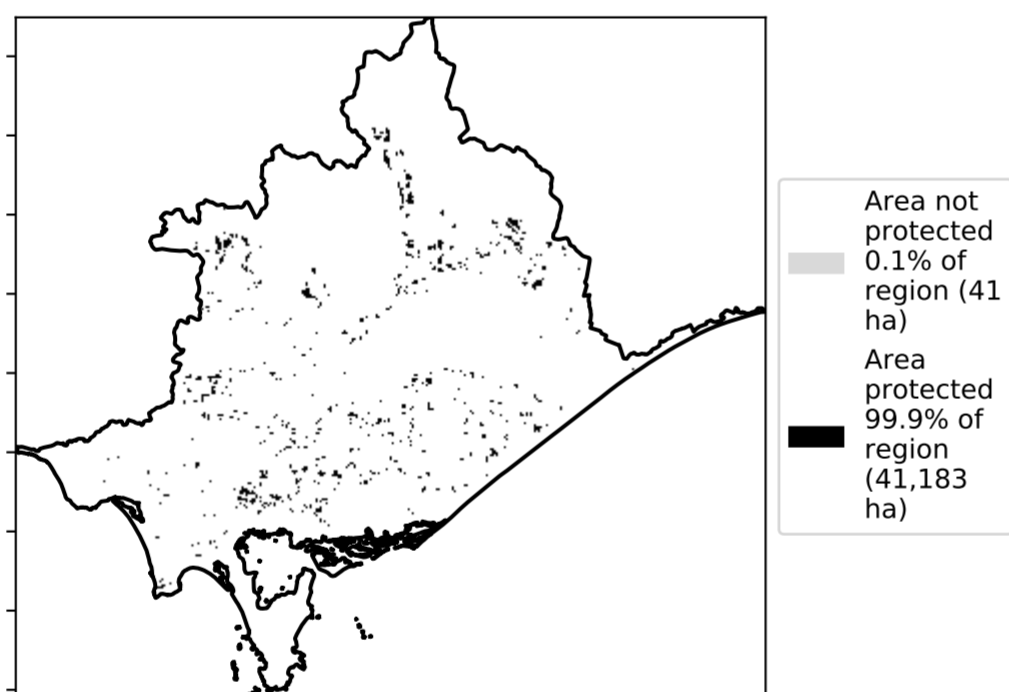 Area not
protected
0.1% of
region (41
ha)
Area
protected
99.9% of
region
(41,183
ha)